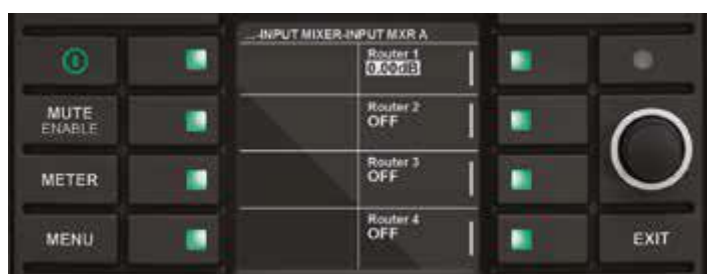 ...-INPUT MIXER-INPUT MXR A
Router 1
0.00dB
MUTE
ENABLE
Router 2
OFF
METER
Router 3
OFF
MENU
Router 4
OFF
EXIT